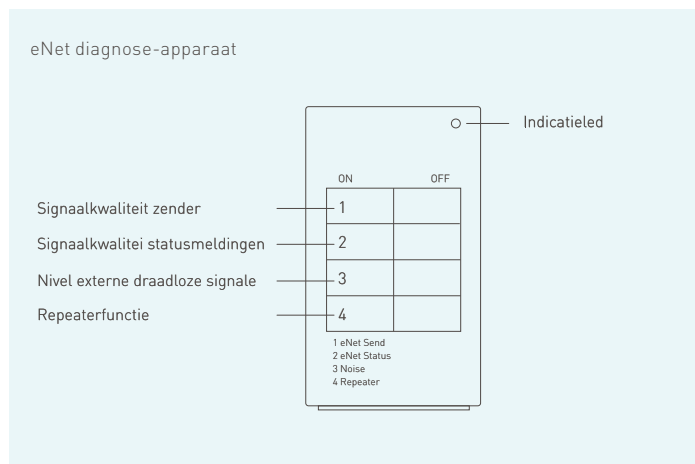 eNet diagnose-apparaat
Indicatieled
ON OFF
Signaalkwaliteit zender 1
Signaalkwalitei statusmeldingen 2
Nivel externe draadloze signale 3
Repeaterfunctie 4
1 eNet Send
2 eNet Status
3 Noise
4 Repeater